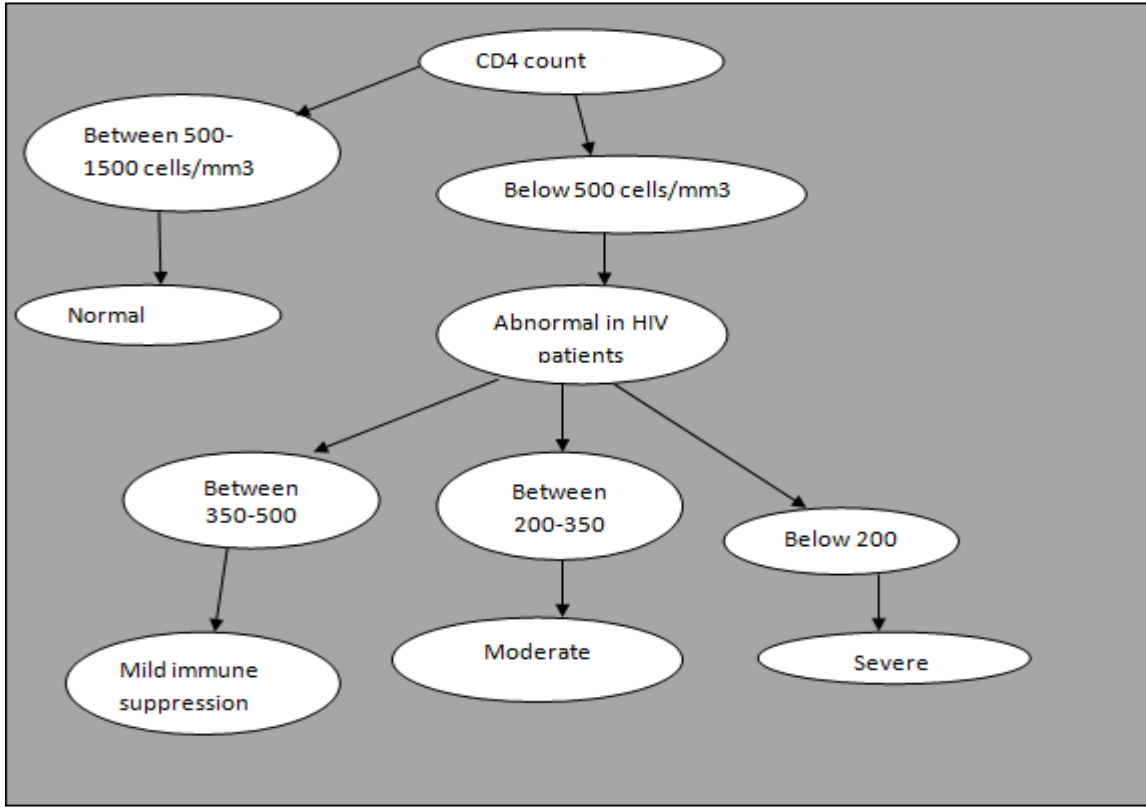 CD4 count
Between 500-
1500 cells/mm3
Below 500 cells/mm3
Normal
Abnormal in HIV
patients
Between
350-500
Between
200-350
Below 200
Mild immune
suppression
Moderate
Severe